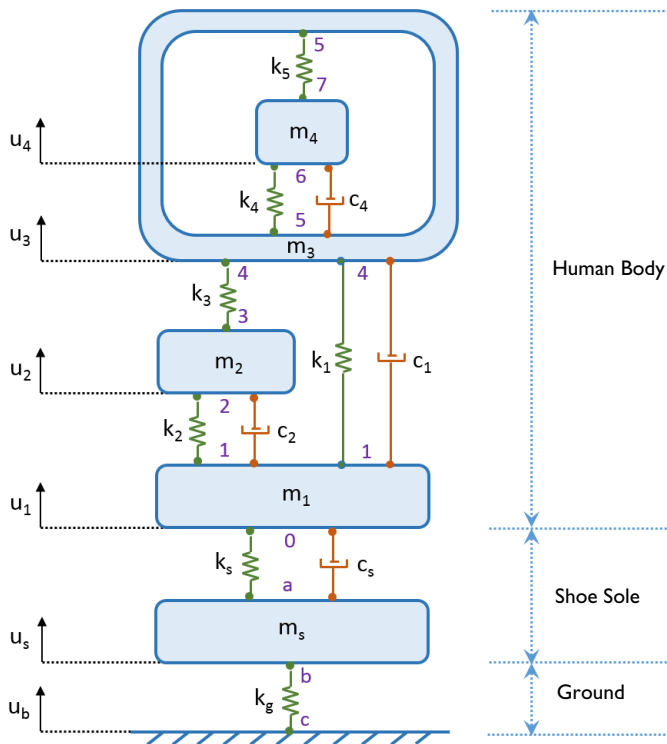 5
k5
7
m4
u4
6
k4
c4
5
u3
m3
4
4
k3
3
Human Body
m2
k1
c1
u2
2
k2
c2
1
1
m1
u1
0
ks
cs
a
Shoe Sole
ms
us
b
Ground
kg
ub
c